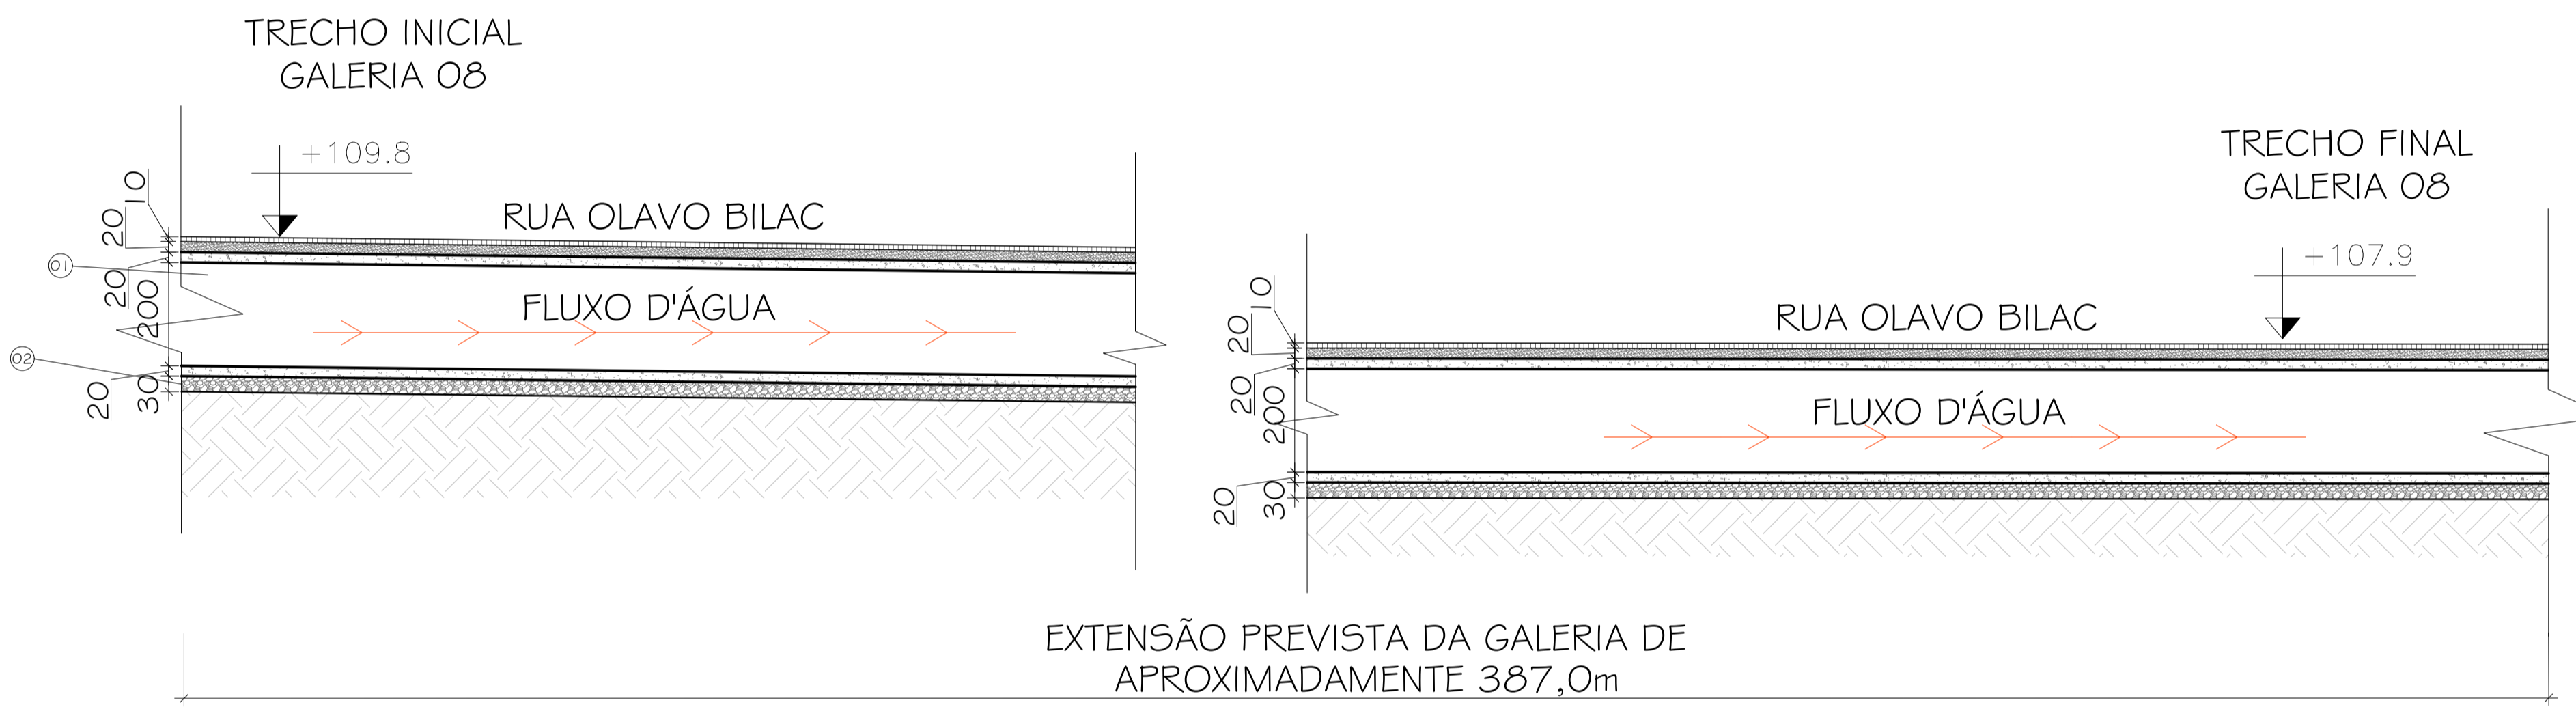 TRECHO INICIAL
GALERIA 08
+109.8
RUA OLAVO BILAC
10
20
01
20
200
FLUXO D'ÁGUA
02
20
30
TRECHO FINAL
GALERIA 08
+107.9
RUA OLAVO BILAC
10
20
20
200
FLUXO D'ÁGUA
20
30
EXTENSÃO PREVISTA DA GALERIA DE
APROXIMADAMENTE 387,0m